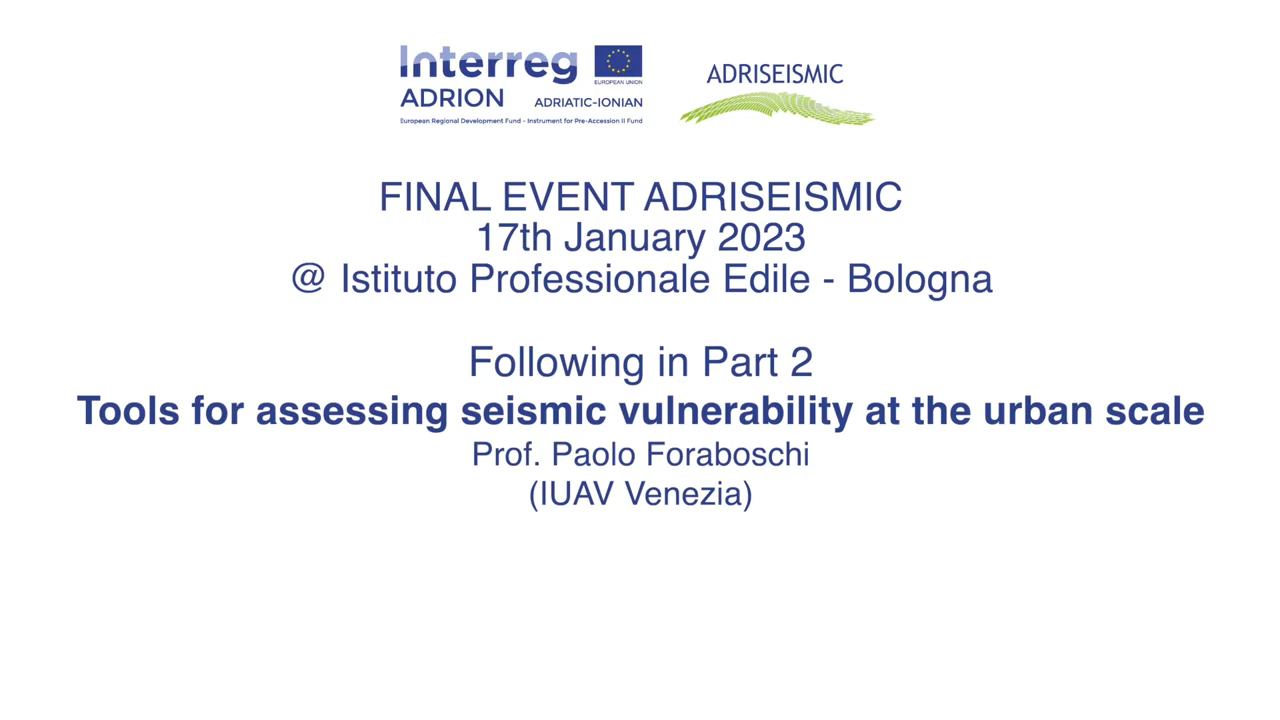 Interreg
EUROPEAN UNION
ADRION ADRIATIC-IONIAN
European Regional Development Fund - Instrument for Pre-Accession II Fund
ADRISEISMIC
FINAL EVENT ADRISEISMIC
17th January 2023
@ Istituto Professionale Edile - Bologna
Following in Part 2
Tools for assessing seismic vulnerability at the urban scale
Prof. Paolo Foraboschi
(IUAV Venezia)